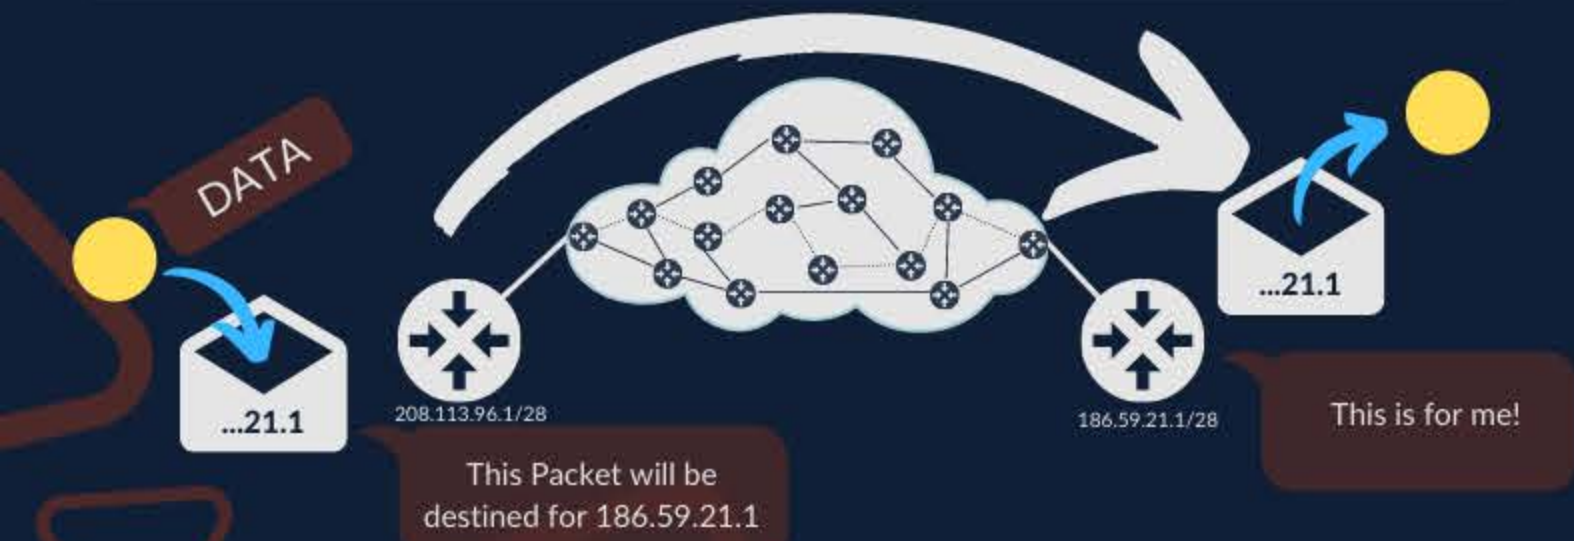 DATA
...21.1
208.113.96.1/28
This Packet will be
destined for 186.59.21.1
...21.1
186.59.21.1/28
This is for me!